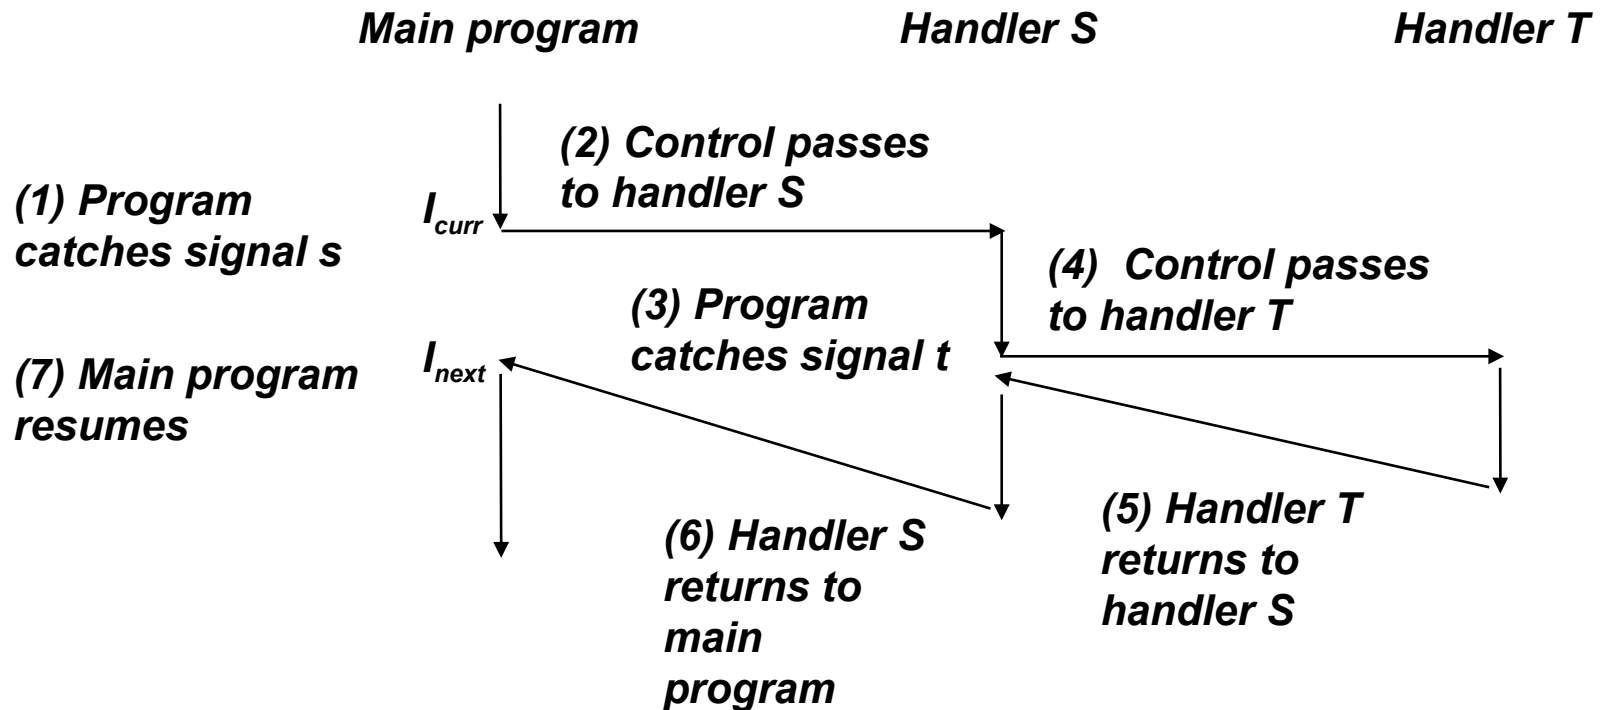 Main program
Handler S
Handler T
(2) Control passes
to handler S
(1) Program
catches signal s
I_curr
(4) Control passes
to handler T
(3) Program
catches signal t
(7) Main program
resumes
I_next
(6) Handler S
returns to
main
program
(5) Handler T
returns to
handler S